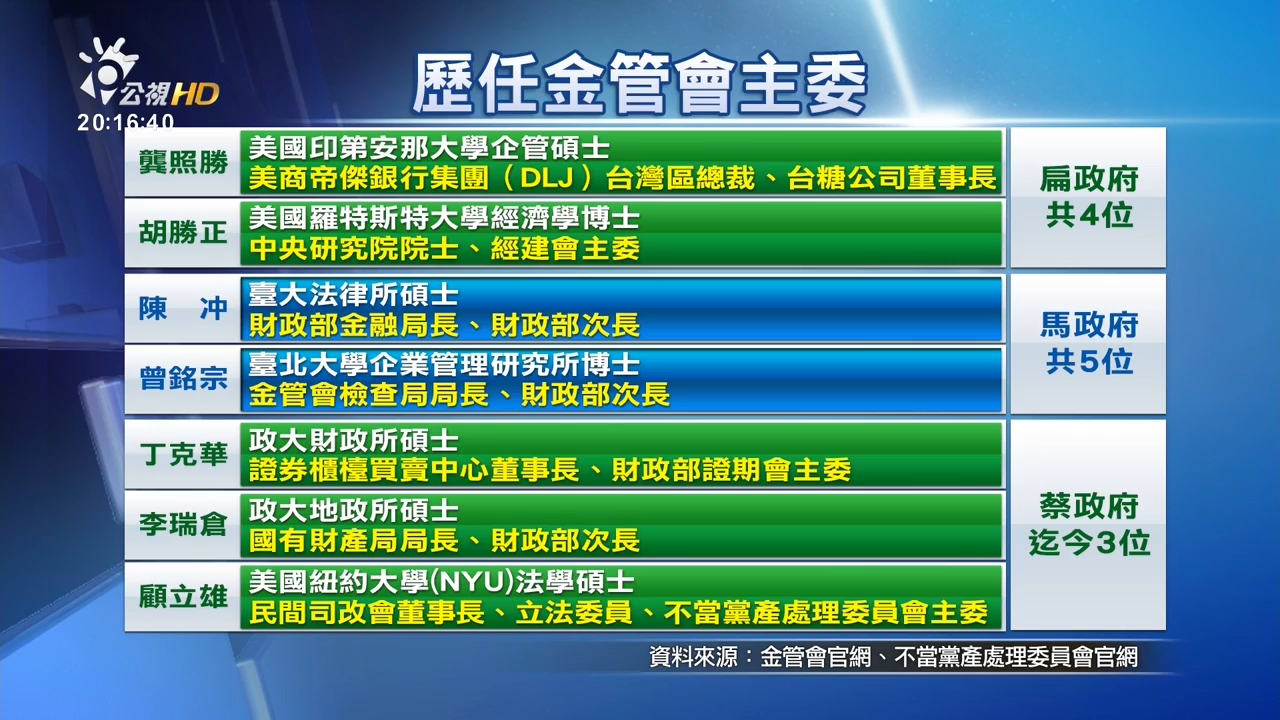 公視HD
20:16:40
歷任金管會主委
龔照勝
美國印第安那大學企管碩士
美商帝傑銀行集團（DLJ）台灣區總裁、台糖公司董事長
胡勝正
美國羅特斯特大學經濟學博士
中央研究院院士、經建會主委
扁政府
共4位
陳 冲
臺大法律所碩士
財政部金融局長、財政部次長
曾銘宗
臺北大學企業管理研究所博士
金管會檢查局局長、財政部次長
馬政府
共5位
丁克華
政大財政所碩士
證券櫃檯買賣中心董事長、財政部證期會主委
李瑞倉
政大地政所碩士
國有財產局局長、財政部次長
顧立雄
美國紐約大學(NYU)法學碩士
民間司改會董事長、立法委員、不當黨產處理委員會主委
蔡政府
迄今3位
資料來源：金管會官網、不當黨產處理委員會官網